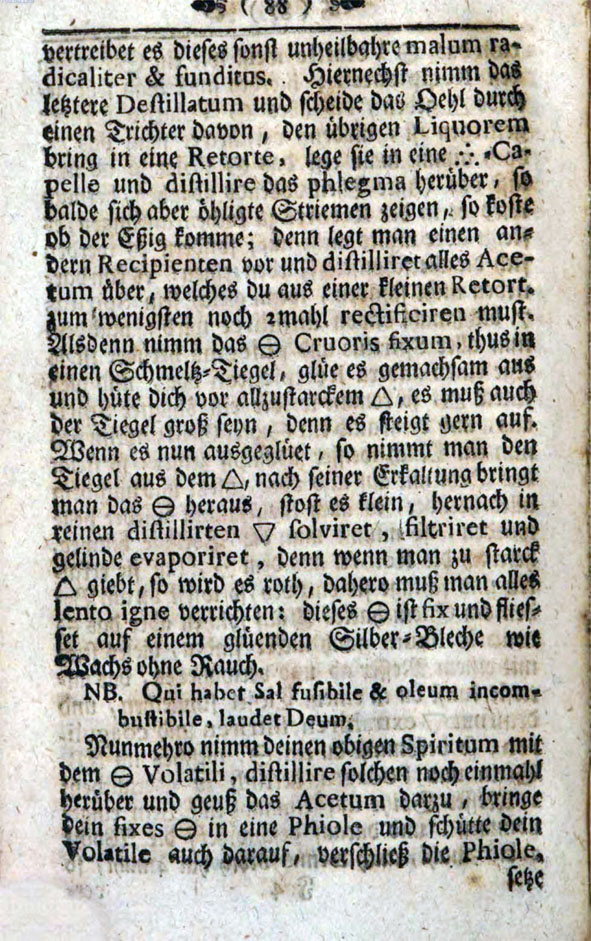 ( 88 )
vertreibet es dieses sonst unheilbahre malum ra-
dicaliter & funditus. Hiernechst nimm das
letztere Destillatum und scheide das Oehl durch
einen Trichter davon, den übrigen Liquorem
bring in eine Retorte, lege sie in eine ∴-Ca-
pelle und distillire das phlegma herüber, so
balde sich aber öhligte Striemen zeigen, so koste
ob der Eßig komme; denn legt man einen an-
dern Recipienten vor und distilliret alles Ace-
tum über, welches du aus einer kleinen Retort.
zum wenigsten noch 2mahl rectificiren must.
Alsdenn nimm das ⊖ Cruoris fixum, thus in
einen Schmeltz-Tiegel, glüe es gemachsam aus
und hüte dich vor allzustarckem △, es muß auch
der Tiegel groß seyn, denn es steigt gern auf.
Wenn es nun ausgeglüet, so nimmt man den
Tiegel aus dem △, nach seiner Erkaltung bringt
man das ⊖ heraus, stost es klein, hernach in
reinen distillirten ▽ solviret, filtriret und
gelinde evaporiret, denn wenn man zu starck
△ giebt, so wird es roth, dahero muß man alles
lento igne verrichten: dieses ⊖ ist fix und flies-
set auf einem glüenden Silber-Bleche wie
Wachs ohne Rauch.
NB. Qui habet Sal fusibile & oleum incom-
bustibile, laudet Deum.
Nunmehro nimm deinen obigen Spiritum mit
dem ⊖ Volatili, distillire solchen noch einmahl
herüber und geuß das Acetum darzu, bringe
dein fixes ⊖ in eine Phiole und schütte dein
Volatile auch darauf, verschließ die Phiole,
setze